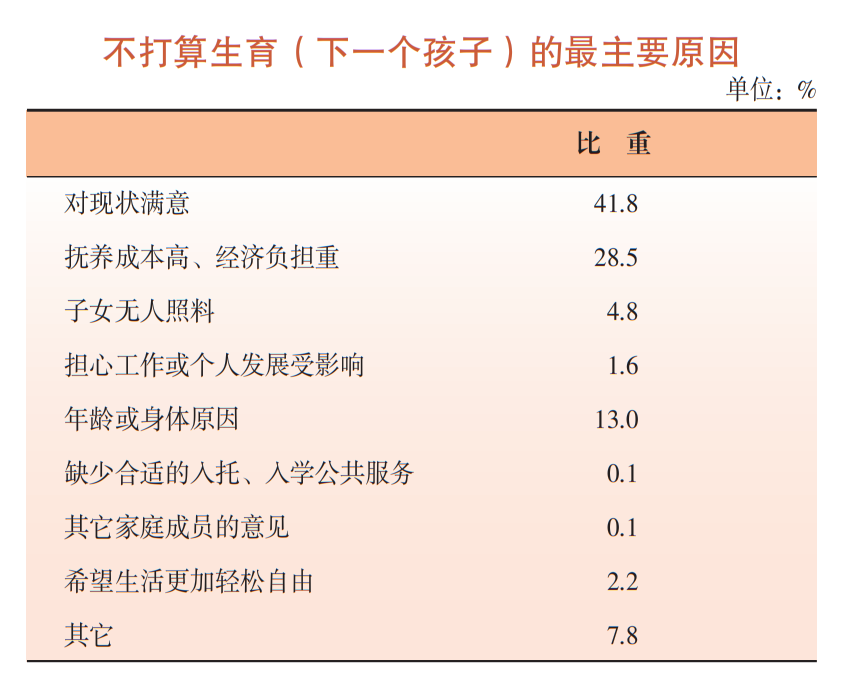 不打算生育（下一个孩子）的最主要原因
单位：%
比 重
对现状满意 41.8
抚养成本高、经济负担重 28.5
子女无人照料 4.8
担心工作或个人发展受影响 1.6
年龄或身体原因 13.0
缺少合适的入托、入学公共服务 0.1
其它家庭成员的意见 0.1
希望生活更加轻松自由 2.2
其它 7.8